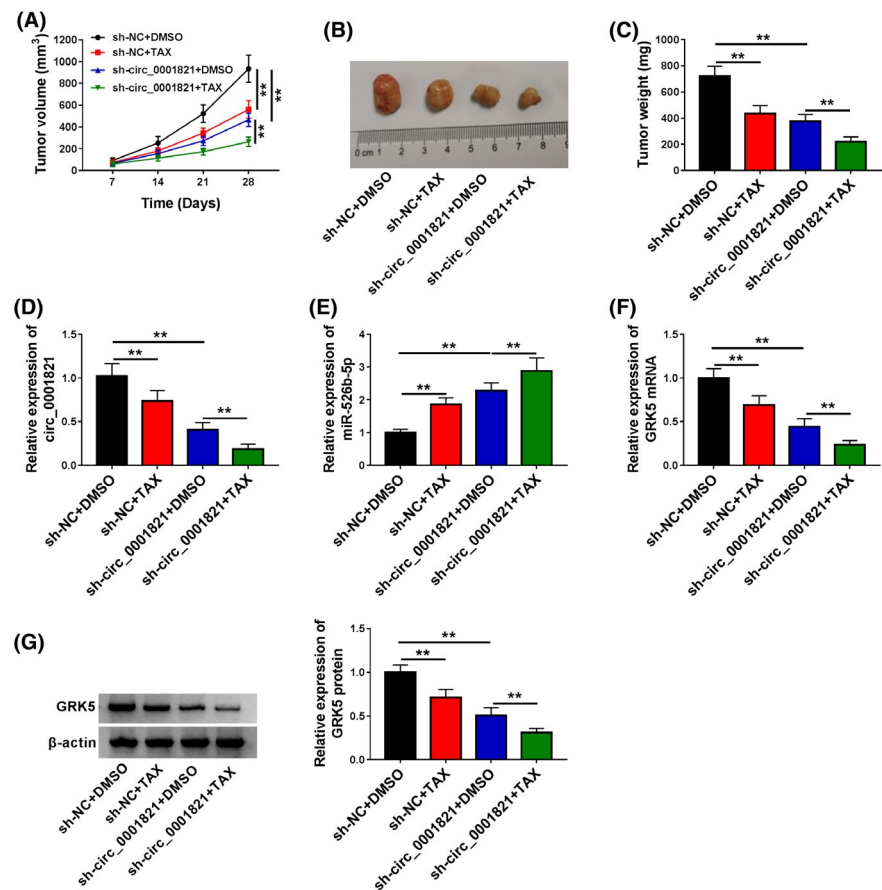 (A)
sh-NC+DMSO
sh-NC+TAX
sh-circ_0001821+DMSO
sh-circ_0001821+TAX
Tumor volume (mm³)
1200
1000
800
600
400
200
0
7 14 21 28
Time (Days)
**
**
**
(B)
0 cm 1 2 3 4 5 6 7 8 9
sh-NC+DMSO
sh-NC+TAX
sh-circ_0001821+DMSO
sh-circ_0001821+TAX
(C)
Tumor weight (mg)
1000
800
600
400
200
0
**
**
**
sh-NC+DMSO
sh-NC+TAX
sh-circ_0001821+DMSO
sh-circ_0001821+TAX
(D)
Relative expression of
circ_0001821
1.5
1.0
0.5
0.0
**
**
**
sh-NC+DMSO
sh-NC+TAX
sh-circ_0001821+DMSO
sh-circ_0001821+TAX
(E)
Relative expression of
miR-526b-5p
4
3
2
1
0
**
**
**
sh-NC+DMSO
sh-NC+TAX
sh-circ_0001821+DMSO
sh-circ_0001821+TAX
(F)
Relative expression of
GRK5 mRNA
1.5
1.0
0.5
0.0
**
**
**
sh-NC+DMSO
sh-NC+TAX
sh-circ_0001821+DMSO
sh-circ_0001821+TAX
(G)
GRK5
β-actin
sh-NC+DMSO
sh-NC+TAX
sh-circ_0001821+DMSO
sh-circ_0001821+TAX
Relative expression of
GRK5 protein
1.5
1.0
0.5
0.0
**
**
**
sh-NC+DMSO
sh-NC+TAX
sh-circ_0001821+DMSO
sh-circ_0001821+TAX